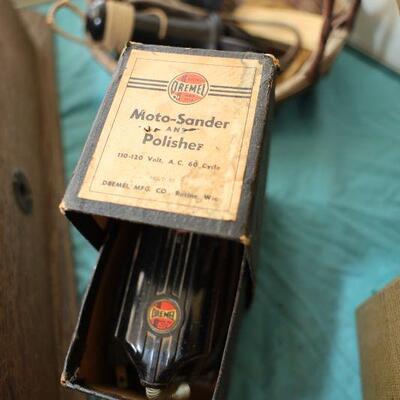 DREMEL
Moto-Sander
AND
Polisher
110-120 Volt. A.C. 60 Cycle
DREMEL MFG. CO. Racine, Wis.
DREMEL